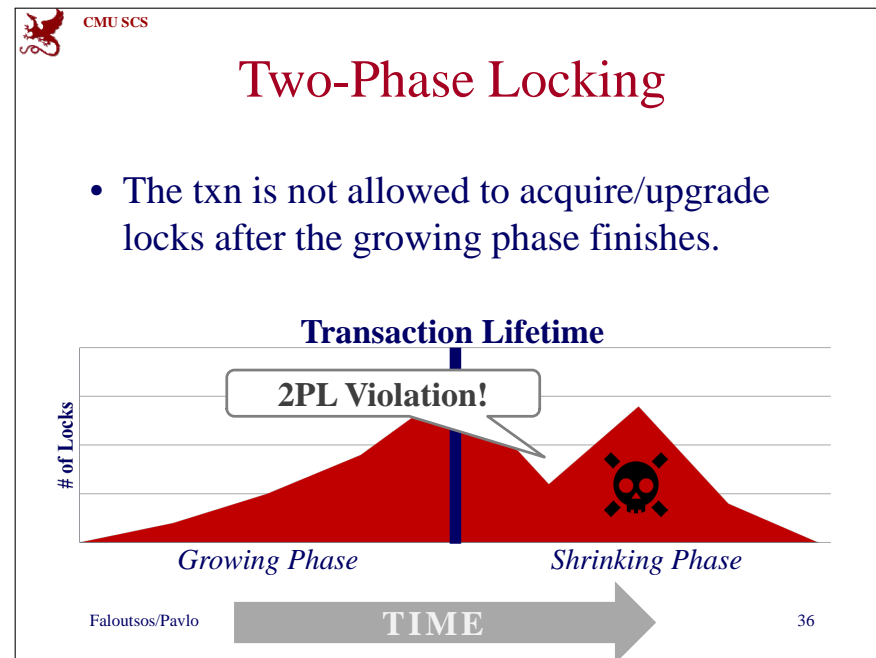 CMU SCS
Two-Phase Locking
• The txn is not allowed to acquire/upgrade
locks after the growing phase finishes.
Transaction Lifetime
2PL Violation!
# of Locks
Growing Phase
Shrinking Phase
Faloutsos/Pavlo
TIME
36